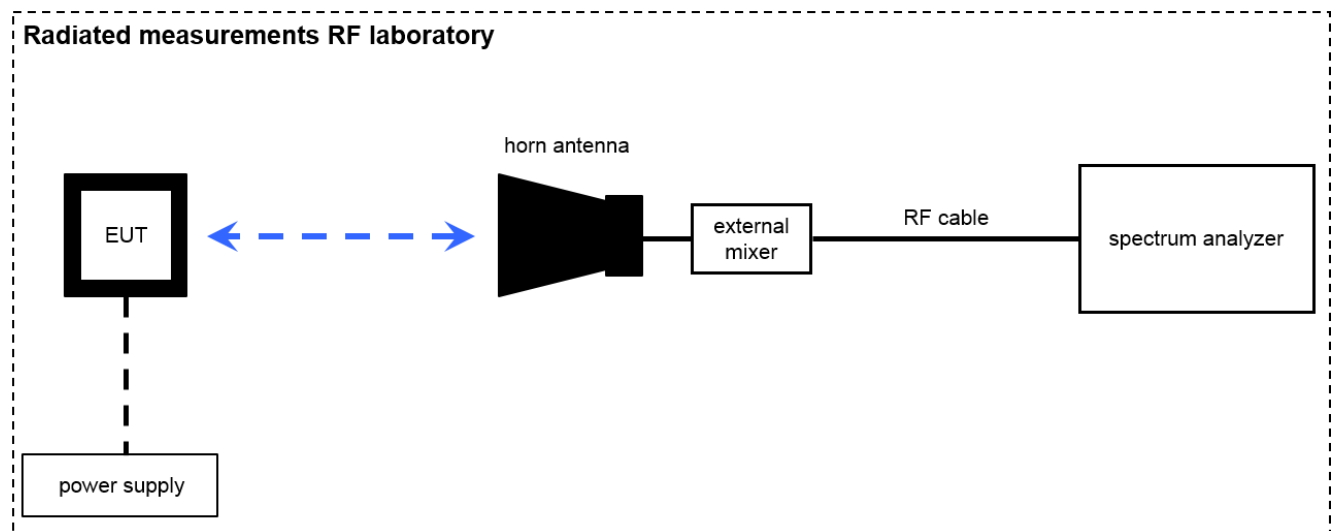 Radiated measurements RF laboratory
horn antenna
EUT
external
mixer
RF cable
spectrum analyzer
power supply